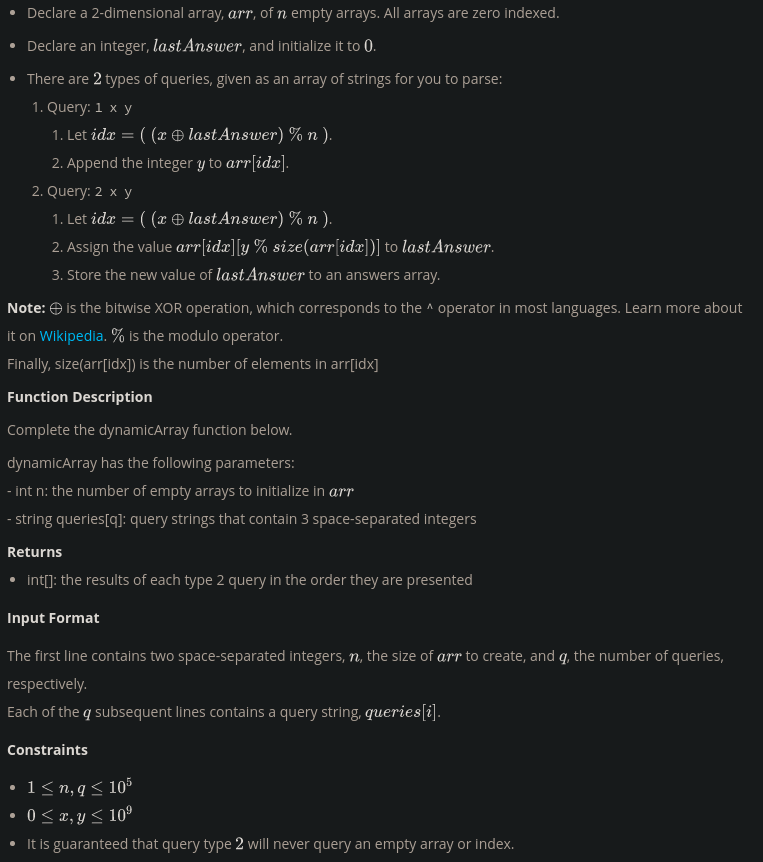 • Declare a 2-dimensional array, arr, of n empty arrays. All arrays are zero indexed.
• Declare an integer, lastAnswer, and initialize it to 0.
• There are 2 types of queries, given as an array of strings for you to parse:
1. Query: 1 x y
1. Let idx = ( (x ⊕ lastAnswer) % n ).
2. Append the integer y to arr[idx].
2. Query: 2 x y
1. Let idx = ( (x ⊕ lastAnswer) % n ).
2. Assign the value arr[idx][y % size(arr[idx])] to lastAnswer.
3. Store the new value of lastAnswer to an answers array.
Note: ⊕ is the bitwise XOR operation, which corresponds to the ^ operator in most languages. Learn more about
it on Wikipedia. % is the modulo operator.
Finally, size(arr[idx]) is the number of elements in arr[idx]
Function Description
Complete the dynamicArray function below.
dynamicArray has the following parameters:
- int n: the number of empty arrays to initialize in arr
- string queries[q]: query strings that contain 3 space-separated integers
Returns
• int[]: the results of each type 2 query in the order they are presented
Input Format
The first line contains two space-separated integers, n, the size of arr to create, and q, the number of queries,
respectively.
Each of the q subsequent lines contains a query string, queries[i].
Constraints
• 1 ≤ n, q ≤ 10⁵
• 0 ≤ x, y ≤ 10⁹
• It is guaranteed that query type 2 will never query an empty array or index.